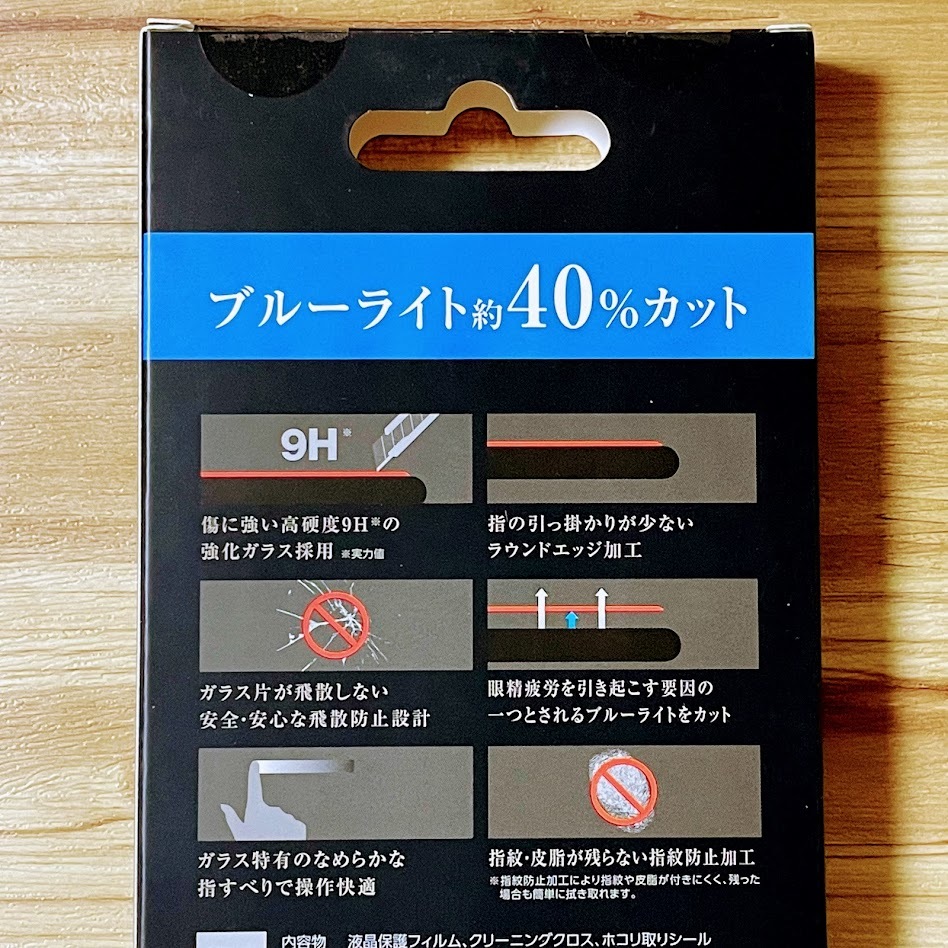 ブルーライト約40%カット
9H※
傷に強い高硬度9H※の
強化ガラス採用 ※実力値
指の引っ掛かりが少ない
ラウンドエッジ加工
ガラス片が飛散しない
安全・安心な飛散防止設計
眼精疲労を引き起こす要因の
一つとされるブルーライトをカット
ガラス特有のなめらかな
指すべりで操作快適
指紋・皮脂が残らない指紋防止加工
※指紋防止加工により指紋や皮脂が付きにくく、残った
場合も簡単に拭き取れます。
内容物 液晶保護フィルム、クリーニングクロス、ホコリ取りシール